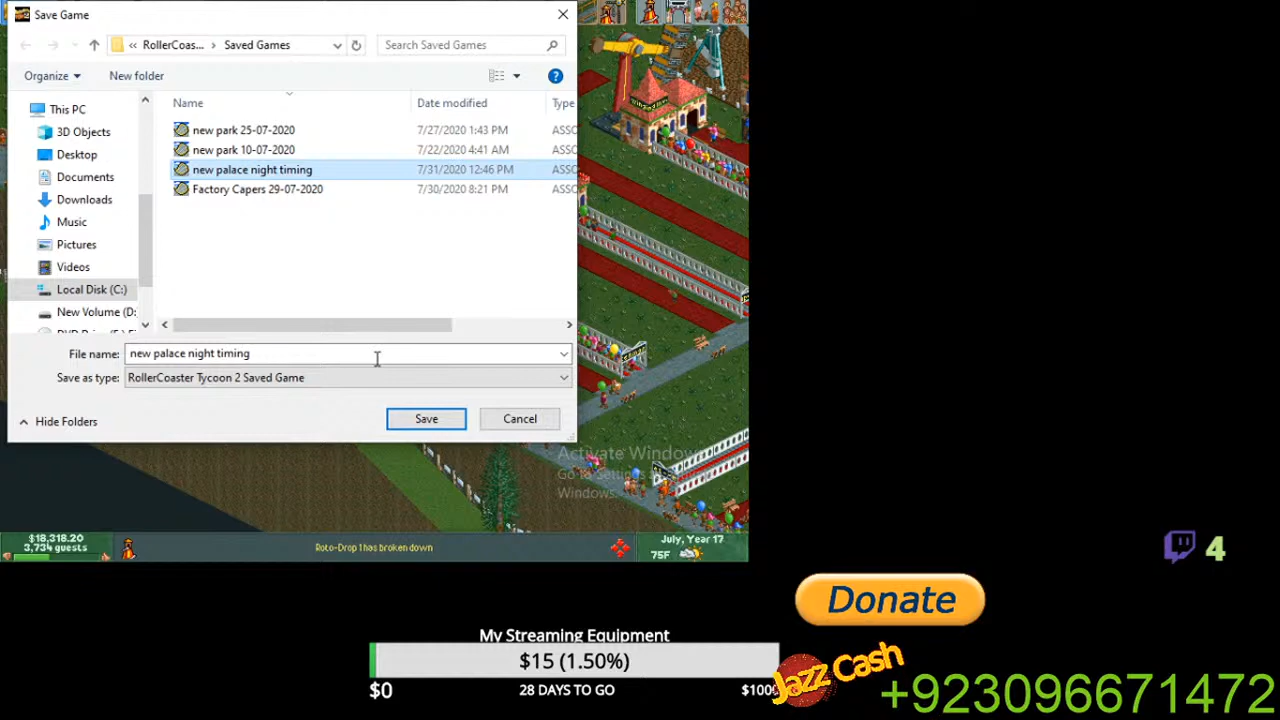 Save Game
« RollerCoas... > Saved Games
Search Saved Games
Organize
New folder
Name
Date modified
Type
This PC
3D Objects
Desktop
Documents
Downloads
Music
Pictures
Videos
Local Disk (C:)
New Volume (D:
new park 25-07-2020 7/27/2020 1:43 PM ASSO
new park 10-07-2020 7/22/2020 4:41 AM ASSO
new palace night timing 7/31/2020 12:46 PM ASSO
Factory Capers 29-07-2020 7/30/2020 8:21 PM ASSO
File name: new palace night timing
Save as type: RollerCoaster Tycoon 2 Saved Game
Hide Folders
Save
Cancel
Activate Windows
Windows.
$18,318.20
3,734 guests
Roto-Drop 1 has broken down
July, Year 17
75F
4
Donate
My Streaming Equipment
$15 (1.50%)
$0
28 DAYS TO GO
$1000
Jazz Cash
+923096671472